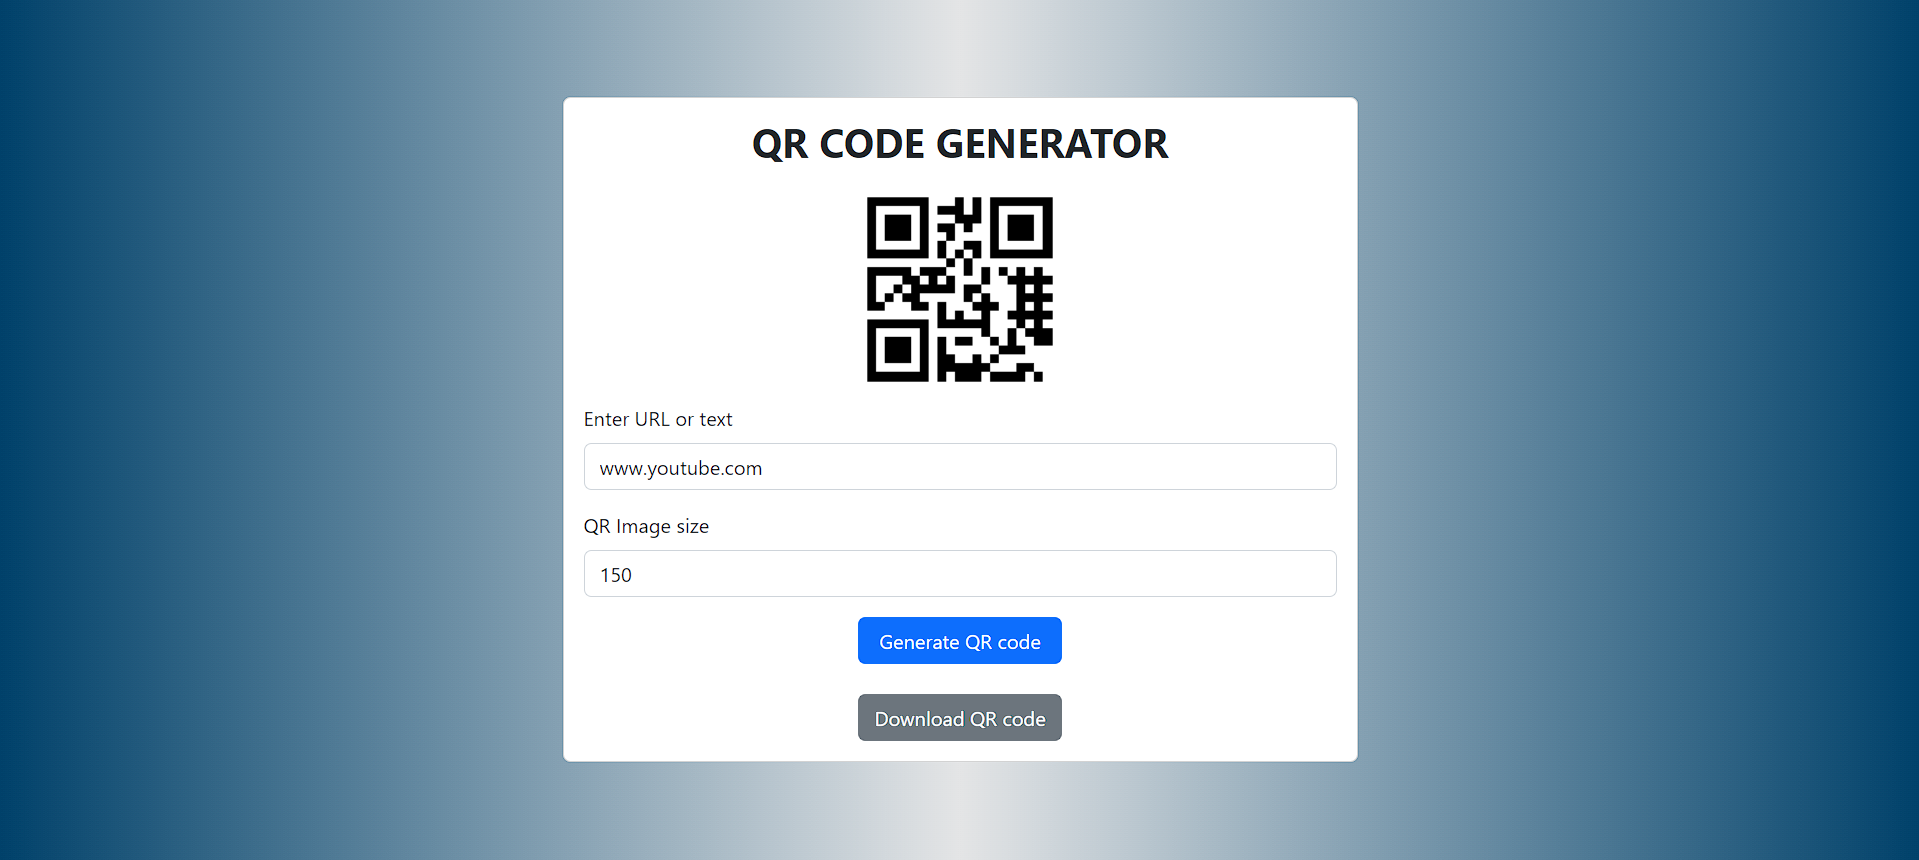 QR CODE GENERATOR
Enter URL or text
www.youtube.com
QR Image size
150
Generate QR code
Download QR code